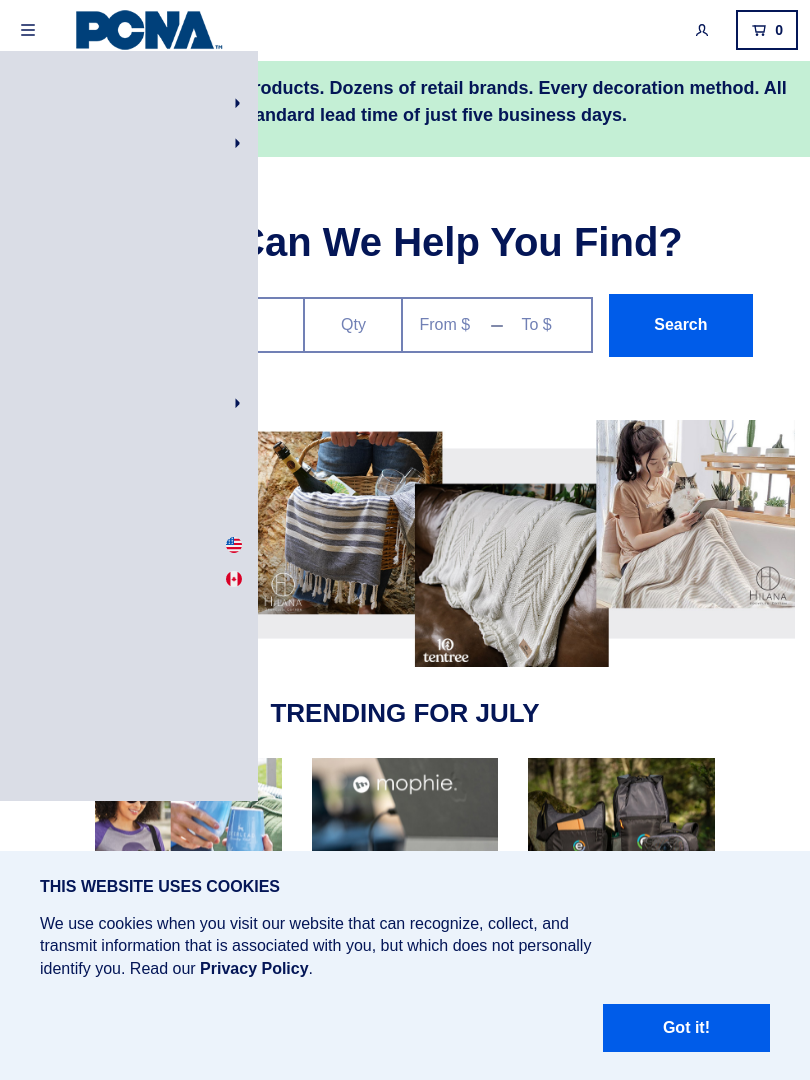 PCNA™
0
roducts. Dozens of retail brands. Every decoration method. All
andard lead time of just five business days.
Can We Help You Find?
Qty
From $
To $
Search
HILANA
10
tentree
HILANA
TRENDING FOR JULY
m mophie.
THIS WEBSITE USES COOKIES
We use cookies when you visit our website that can recognize, collect, and
transmit information that is associated with you, but which does not personally
identify you. Read our Privacy Policy.
Got it!